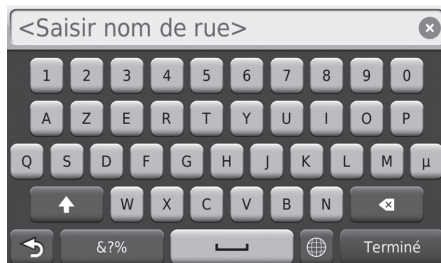 <Saisir nom de rue>
1 2 3 4 5 6 7 8 9 0
A Z E R T Y U I O P
Q S D F G H J K L M µ
W X C V B N
&?% Terminé